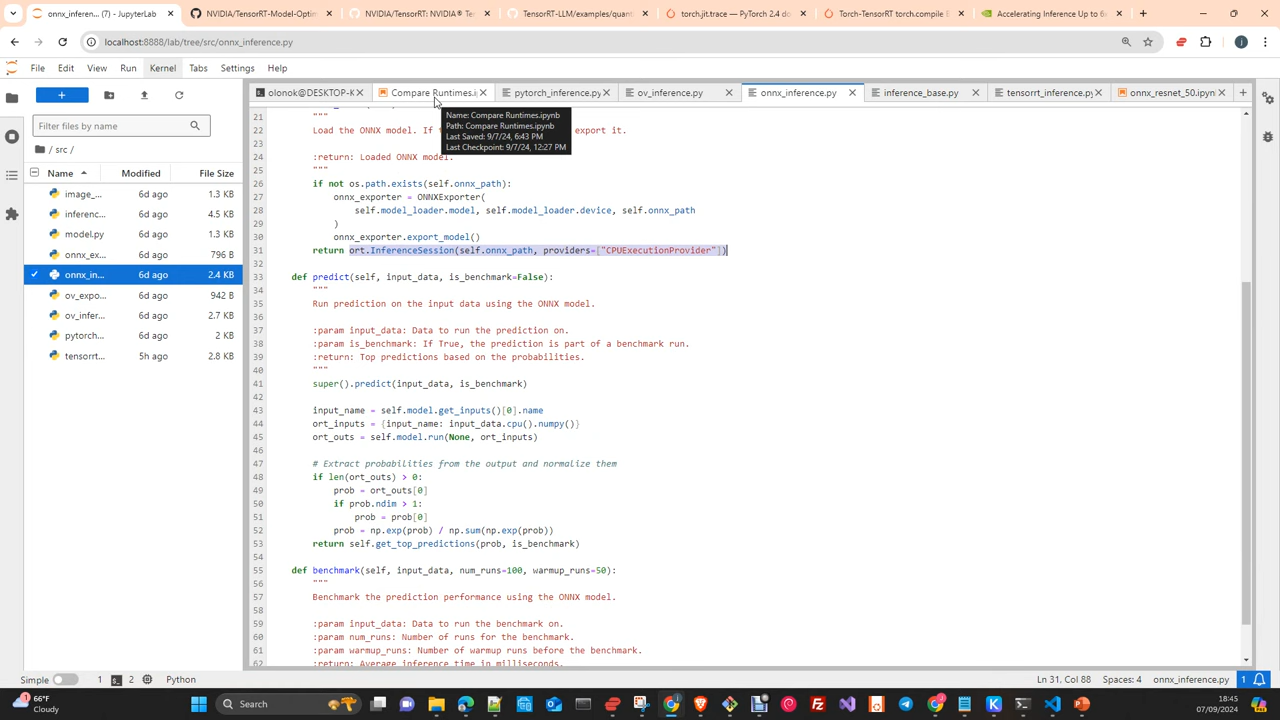 onnx_inferen... (7) - JupyterLab
NVIDIA/TensorRT-Model-Optim
NVIDIA/TensorRT: NVIDIA®
TensorRT-LLM/examples/quan
torch.jit.trace — PyTorch 2.4 do
Torch-TensorRT torch.compile B
Accelerating Inference Up to 6x
localhost:8888/lab/tree/src/onnx_inference.py
File Edit View Run Kernel Tabs Settings Help
olonok@DESKTOP-K
Compare Runtimes.i
pytorch_inference.py
ov_inference.py
onnx_inference.py
inference_base.py
tensorrt_inference.py
onnx_resnet_50.ipynb
Name: Compare Runtimes.ipynb
Path: Compare Runtimes.ipynb
Last Saved: 9/7/24, 6:43 PM
Last Checkpoint: 9/7/24, 12:27 PM
Filter files by name
/ src /
Name Modified File Size
image_... 6d ago 1.3 KB
inferenc... 6d ago 4.5 KB
model.py 6d ago 1.3 KB
onnx_ex... 6d ago 796 B
onnx_in... 6d ago 2.4 KB
ov_expo... 6d ago 942 B
ov_infer... 6d ago 2.7 KB
pytorch... 6d ago 2 KB
tensorrt... 5h ago 2.8 KB
21 """
22 Load the ONNX model. If export it.
23
24 :return: Loaded ONNX model.
25 """
26 if not os.path.exists(self.onnx_path):
27 onnx_exporter = ONNXExporter(
28 self.model_loader.model, self.model_loader.device, self.onnx_path
29 )
30 onnx_exporter.export_model()
31 return ort.InferenceSession(self.onnx_path, providers=["CPUExecutionProvider"])
32
33 def predict(self, input_data, is_benchmark=False):
34 """
35 Run prediction on the input data using the ONNX model.
36
37 :param input_data: Data to run the prediction on.
38 :param is_benchmark: If True, the prediction is part of a benchmark run.
39 :return: Top predictions based on the probabilities.
40 """
41 super().predict(input_data, is_benchmark)
42
43 input_name = self.model.get_inputs()[0].name
44 ort_inputs = {input_name: input_data.cpu().numpy()}
45 ort_outs = self.model.run(None, ort_inputs)
46
47 # Extract probabilities from the output and normalize them
48 if len(ort_outs) > 0:
49 prob = ort_outs[0]
50 if prob.ndim > 1:
51 prob = prob[0]
52 prob = np.exp(prob) / np.sum(np.exp(prob))
53 return self.get_top_predictions(prob, is_benchmark)
54
55 def benchmark(self, input_data, num_runs=100, warmup_runs=50):
56 """
57 Benchmark the prediction performance using the ONNX model.
58
59 :param input_data: Data to run the benchmark on.
60 :param num_runs: Number of runs for the benchmark.
61 :param warmup_runs: Number of warmup runs before the benchmark.
62 :return: Average inference time in milliseconds.
Simple 1 2 Python Ln 31, Col 88 Spaces: 4 onnx_inference.py 1
66°F
Cloudy
Search
18:45
07/09/2024